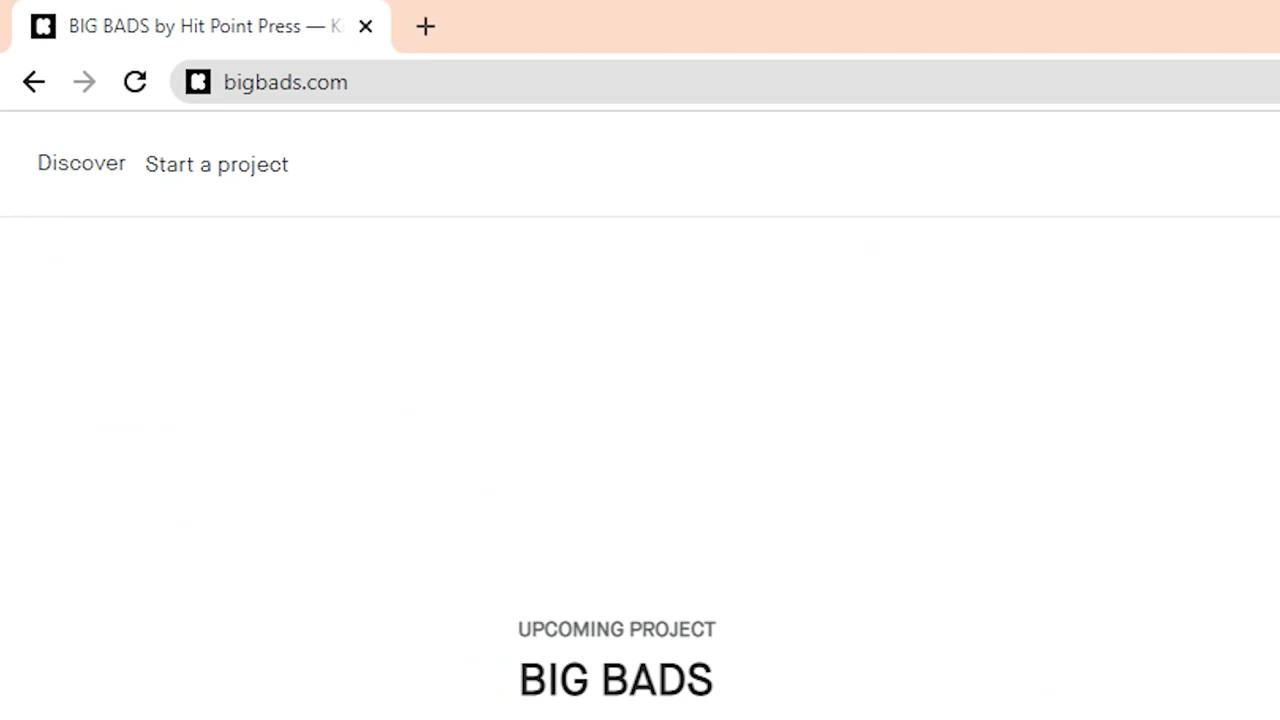 BIG BADS by Hit Point Press — K
bigbads.com
Discover Start a project
UPCOMING PROJECT
BIG BADS